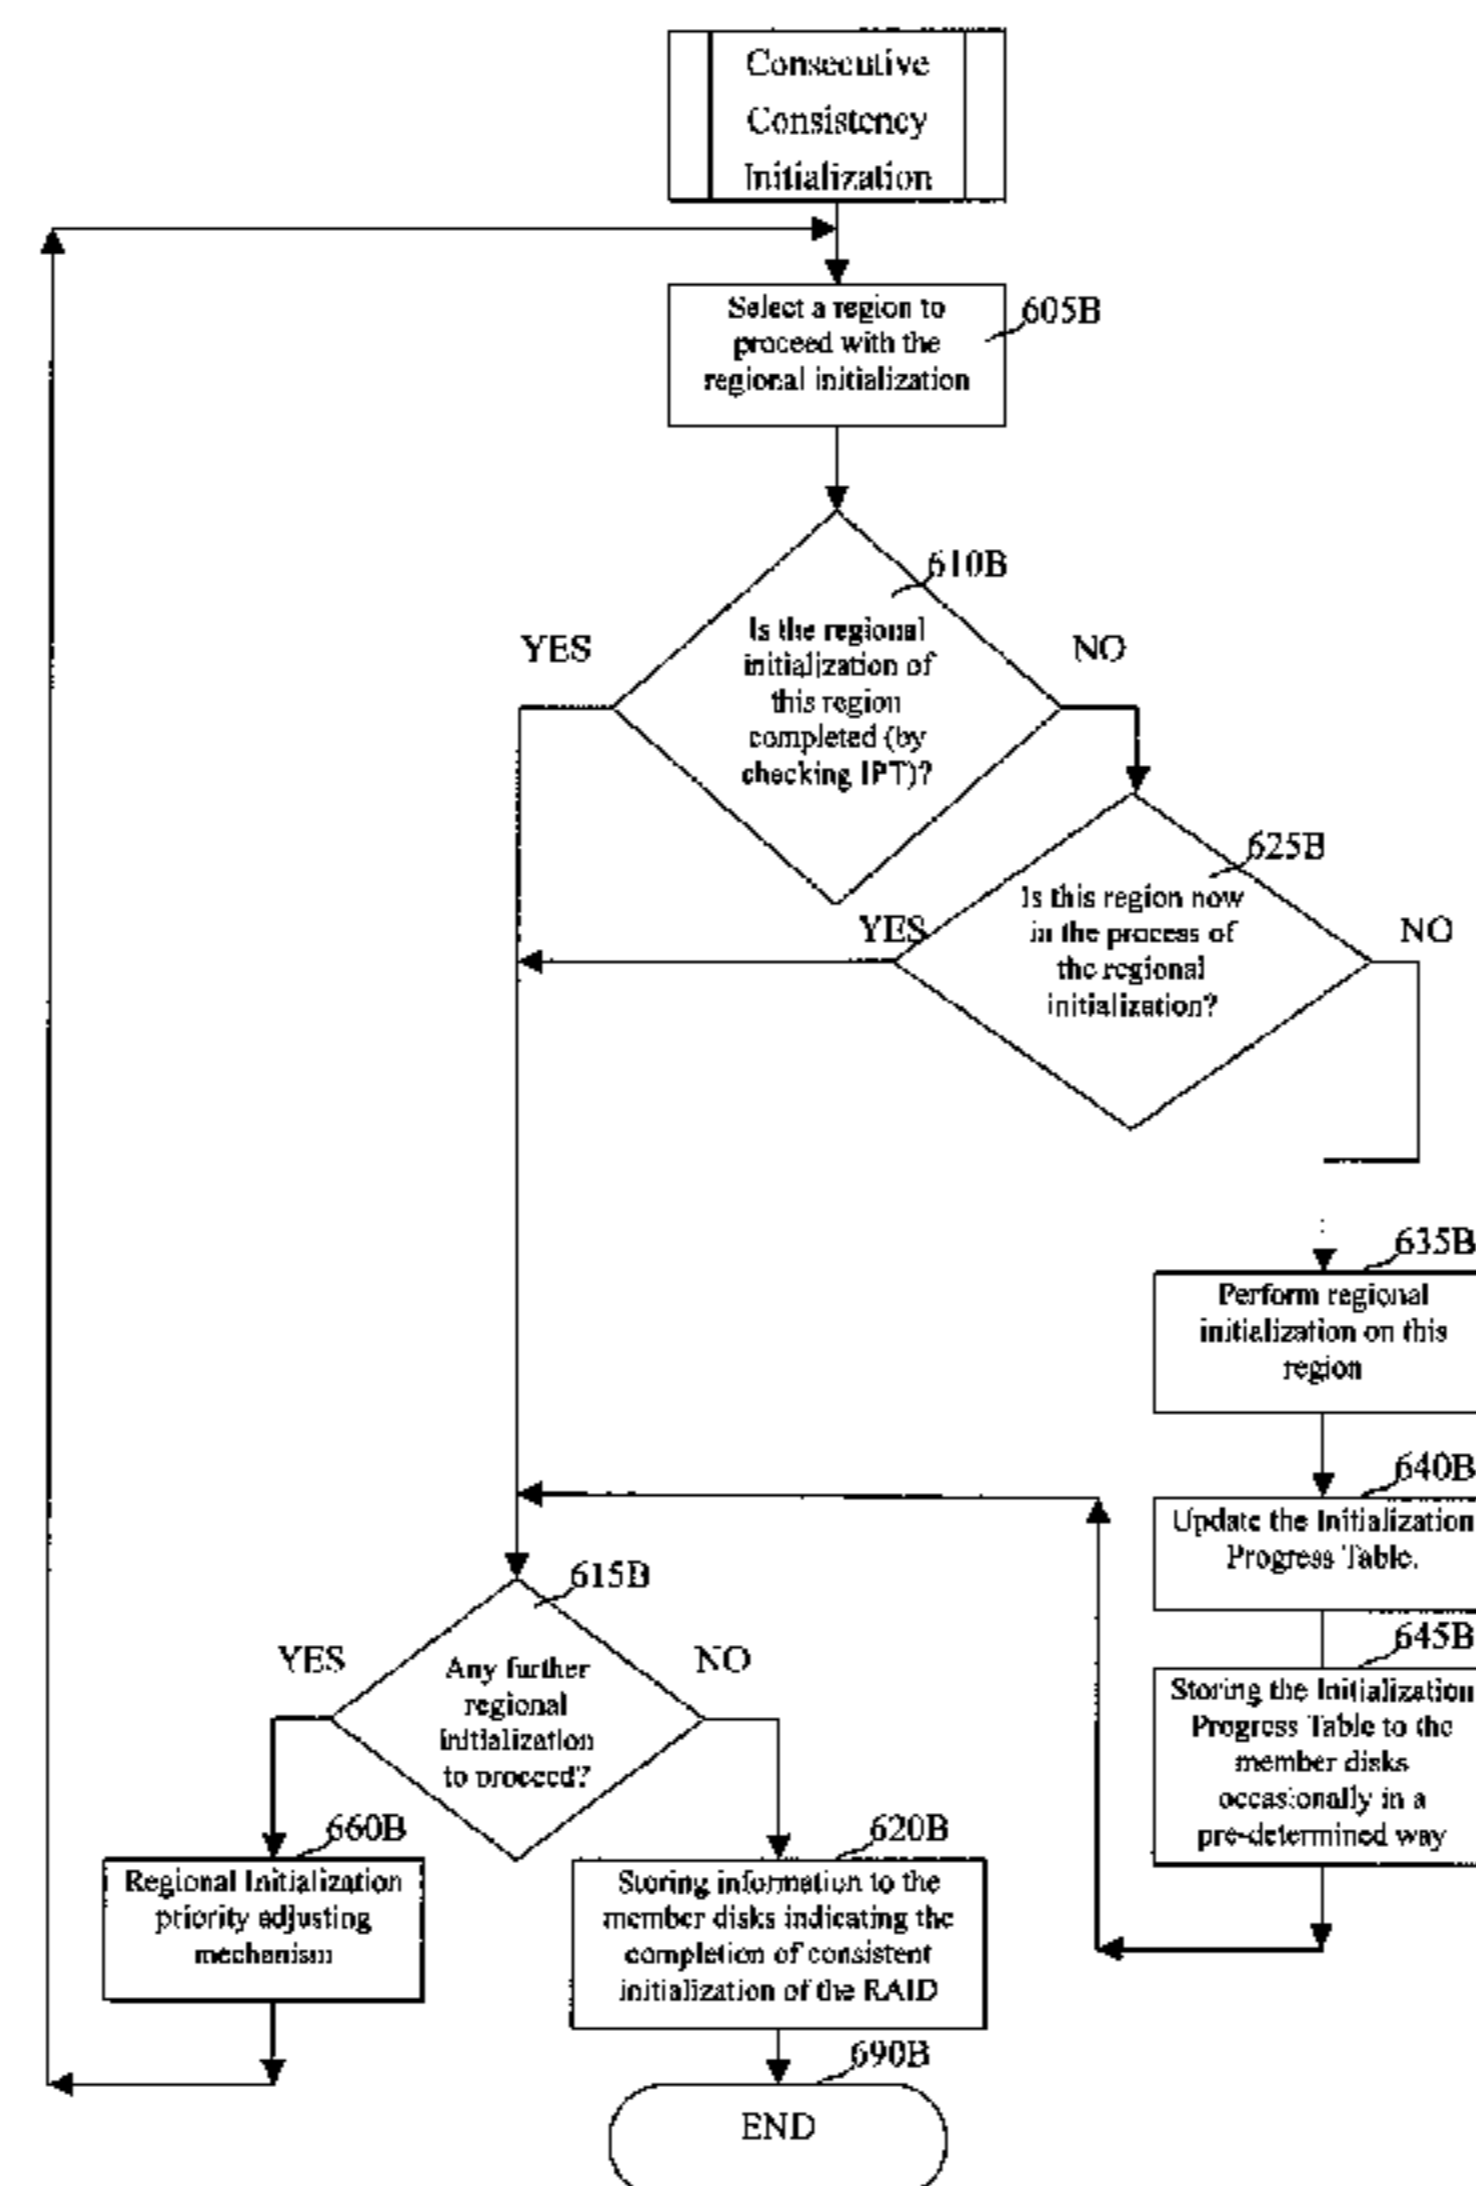 Consecutive
Consistency
Initialization
Select a region to
proceed with the
regional initialization
605B
610B
YES
NO
Is the regional
initialization of
this region
completed (by
checking IPT)?
625B
YES
NO
Is this region now
in the process of
the regional
initialization?
635B
Perform regional
initialization on this
region
640B
Update the Initialization
Progress Table.
645B
Storing the Initialization
Progress Table to the
member disks
occasionally in a
pre-determined way
615B
YES
NO
Any further
regional
initialization
to proceed?
660B
Regional Initialization
priority adjusting
mechanism
620B
Storing information to the
member disks indicating the
completion of consistent
initialization of the RAID
690B
END